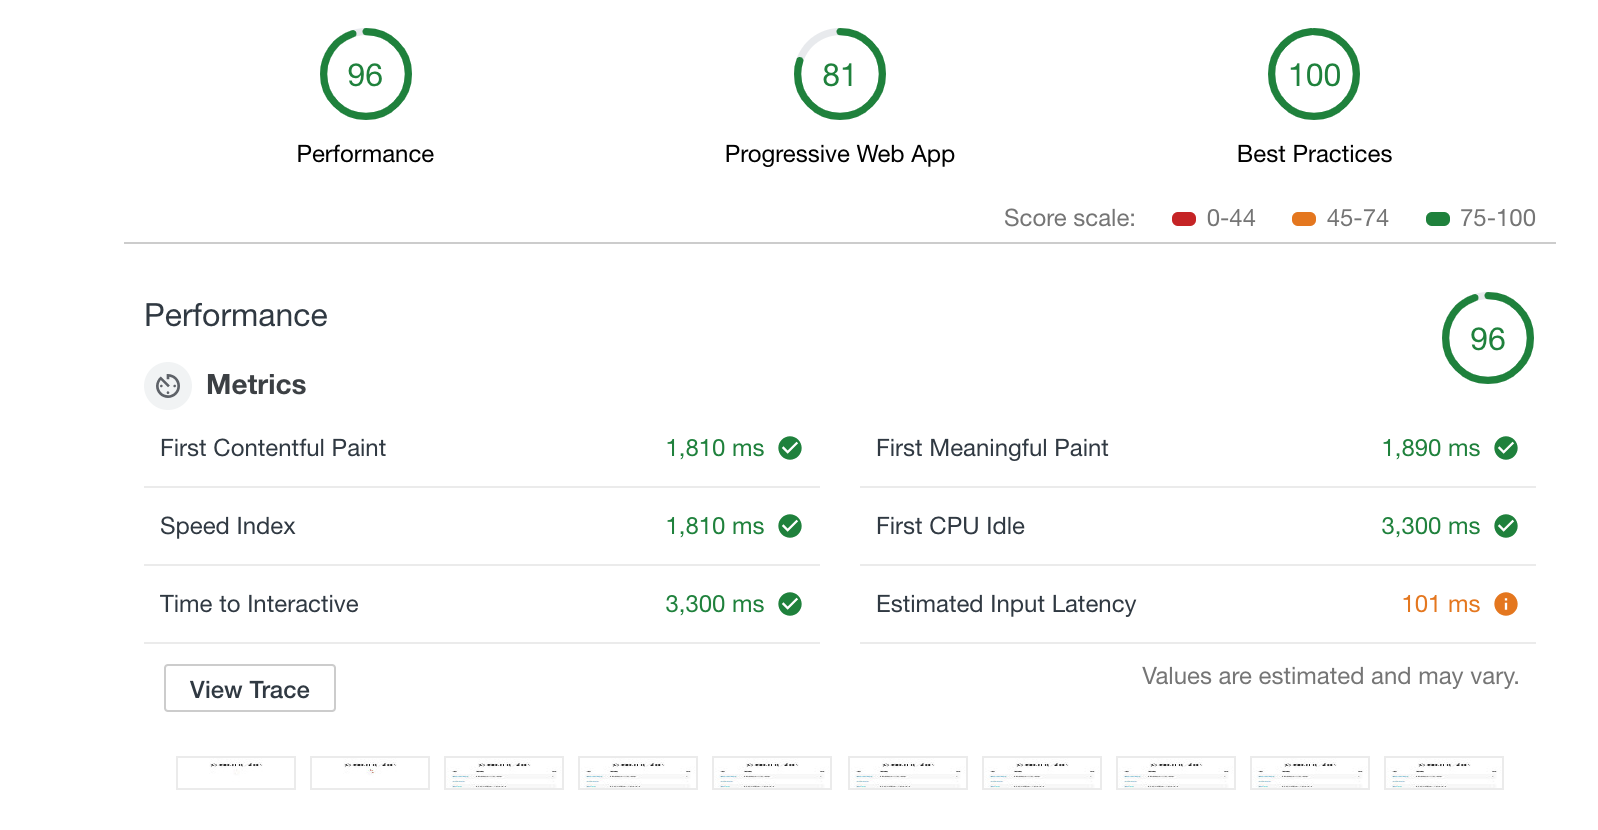 96
81
100
Performance
Progressive Web App
Best Practices
Score scale: 0-44 45-74 75-100
Performance
96
Metrics
First Contentful Paint 1,810 ms
First Meaningful Paint 1,890 ms
Speed Index 1,810 ms
First CPU Idle 3,300 ms
Time to Interactive 3,300 ms
Estimated Input Latency 101 ms
View Trace
Values are estimated and may vary.